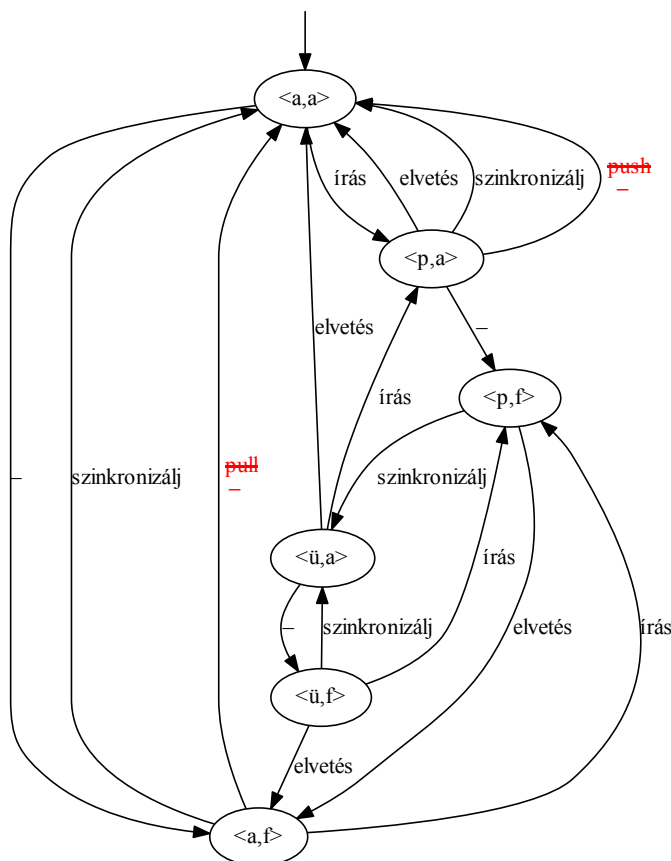 <a,a>
írás
elvetés
szinkronizálj
push
–
<p,a>
–
elvetés
írás
<p,f>
–
szinkronizálj
pull
–
szinkronizálj
<ü,a>
írás
–
szinkronizálj
elvetés
írás
<ü,f>
elvetés
<a,f>